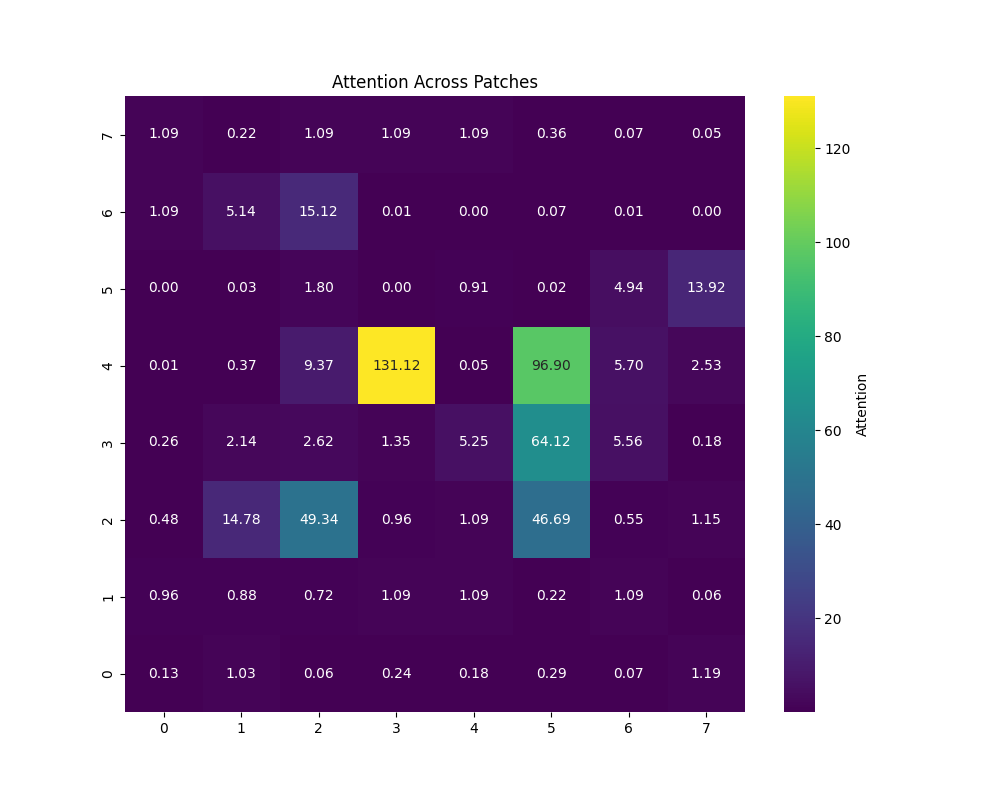 Attention Across Patches
7 1.09 0.22 1.09 1.09 1.09 0.36 0.07 0.05
6 1.09 5.14 15.12 0.01 0.00 0.07 0.01 0.00
5 0.00 0.03 1.80 0.00 0.91 0.02 4.94 13.92
4 0.01 0.37 9.37 131.12 0.05 96.90 5.70 2.53
3 0.26 2.14 2.62 1.35 5.25 64.12 5.56 0.18
2 0.48 14.78 49.34 0.96 1.09 46.69 0.55 1.15
1 0.96 0.88 0.72 1.09 1.09 0.22 1.09 0.06
0 0.13 1.03 0.06 0.24 0.18 0.29 0.07 1.19
0 1 2 3 4 5 6 7
120
100
80
60
40
20
Attention